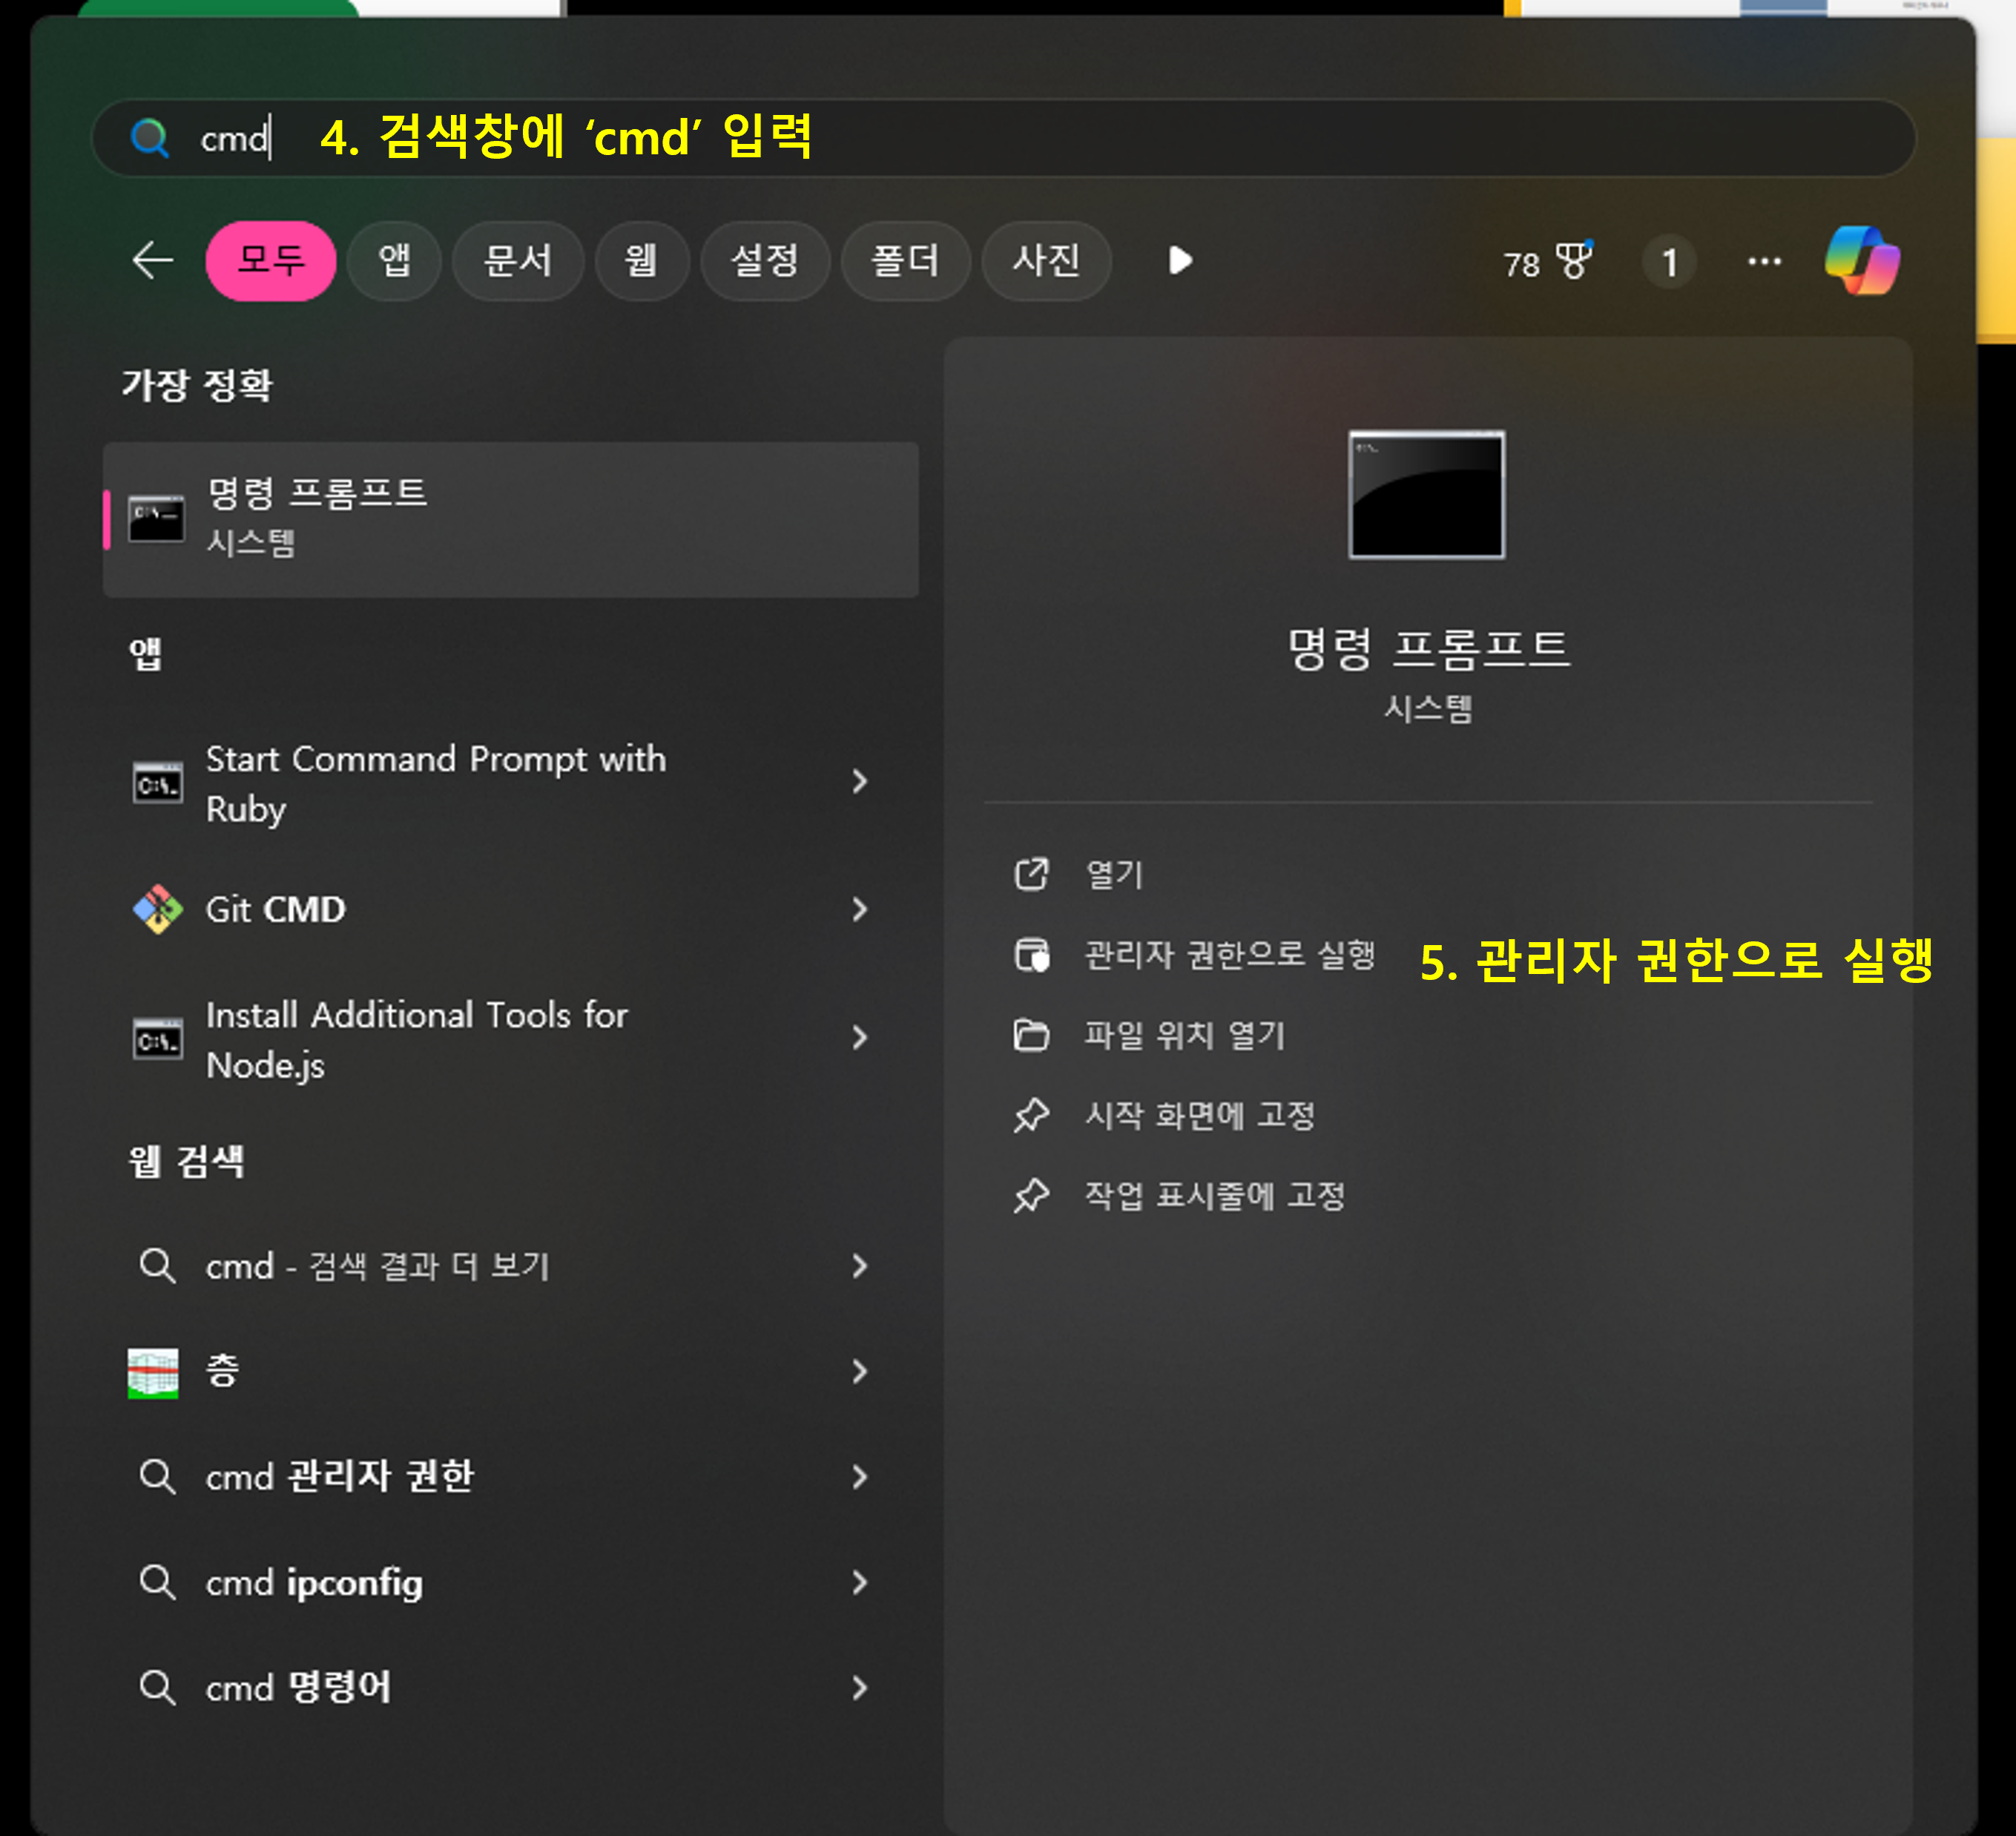 cmd 4. 검색창에 ‘cmd’ 입력
모두 앱 문서 웹 설정 폴더 사진 78 1
가장 정확
명령 프롬프트
시스템
앱
Start Command Prompt with
Ruby
Git CMD
Install Additional Tools for
Node.js
웹 검색
cmd - 검색 결과 더 보기
층
cmd 관리자 권한
cmd ipconfig
cmd 명령어
명령 프롬프트
시스템
열기
관리자 권한으로 실행 5. 관리자 권한으로 실행
파일 위치 열기
시작 화면에 고정
작업 표시줄에 고정